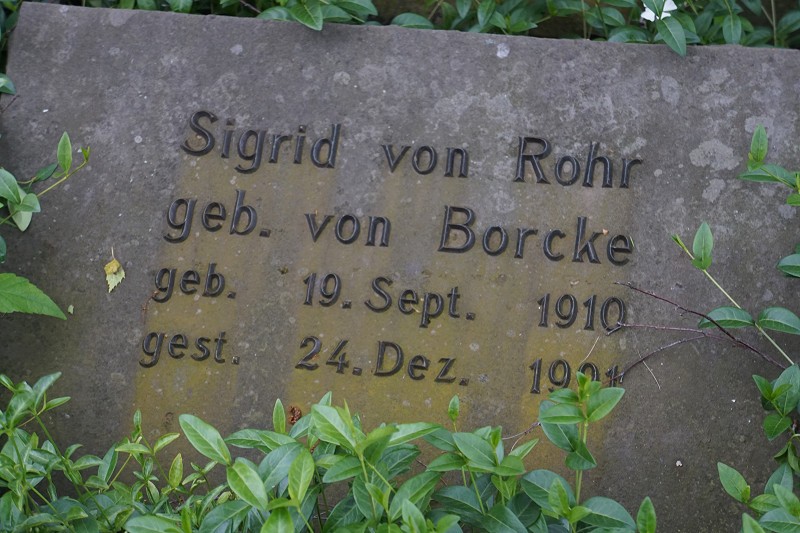 Sigrid von Rohr
geb. von Borcke
geb. 19. Sept. 1910
gest. 24. Dez.